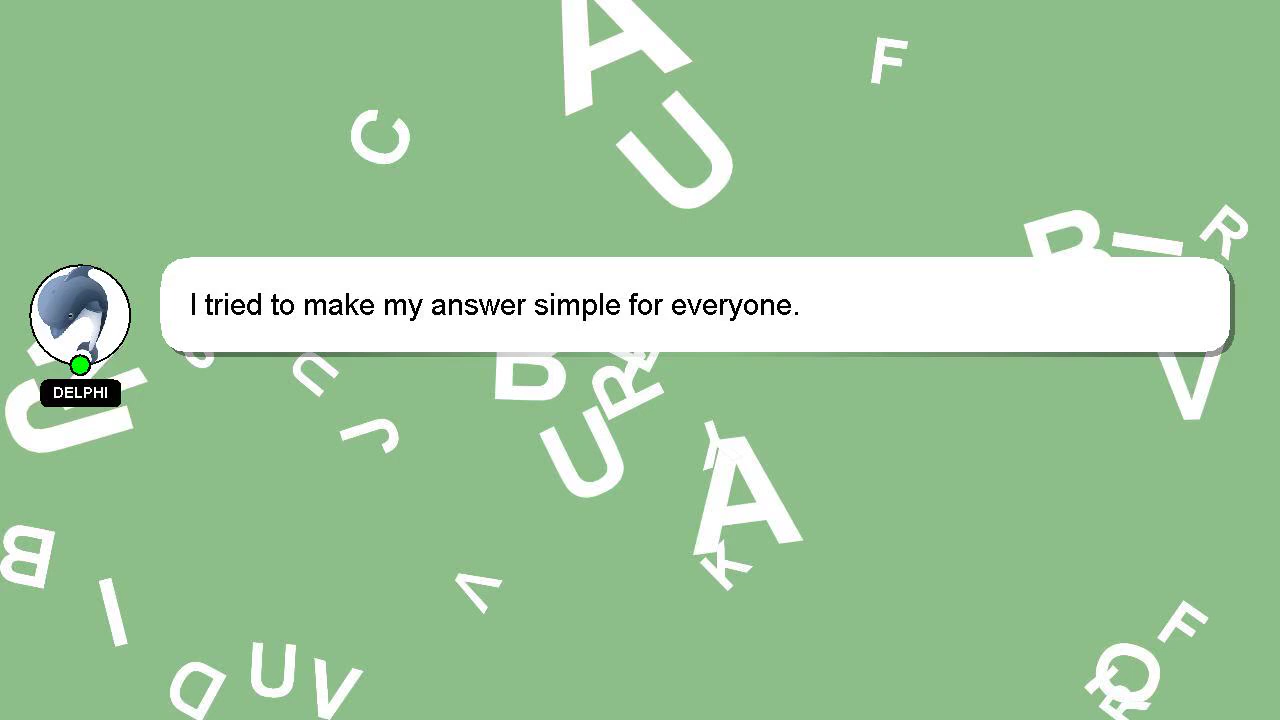 I tried to make my answer simple for everyone.
DELPHI
A
F
C
U
R
I
R
B
R
U
U
J
V
U
A
K
B
I
V
D
U
V
F
Q